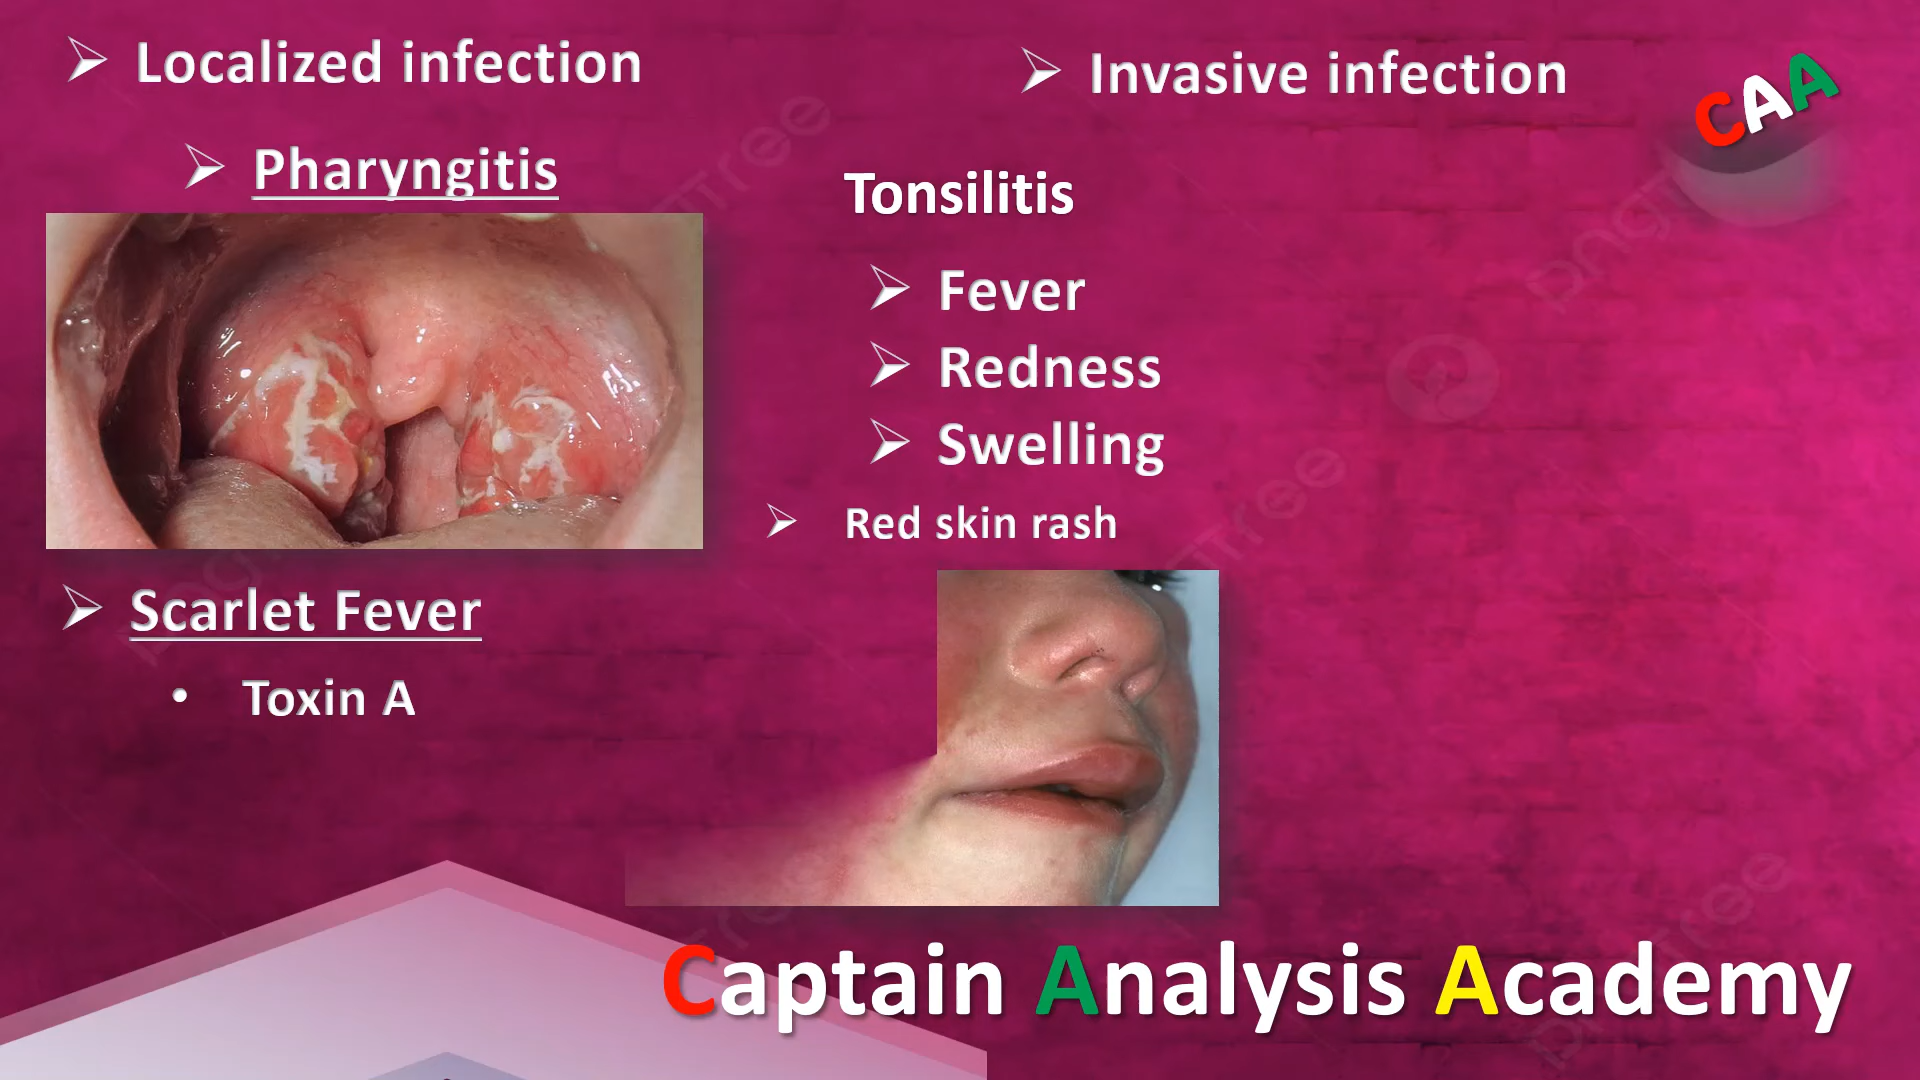 Localized infection
Invasive infection
CAA
Pharyngitis
Tonsilitis
Fever
Redness
Swelling
Red skin rash
Scarlet Fever
• Toxin A
Captain Analysis Academy